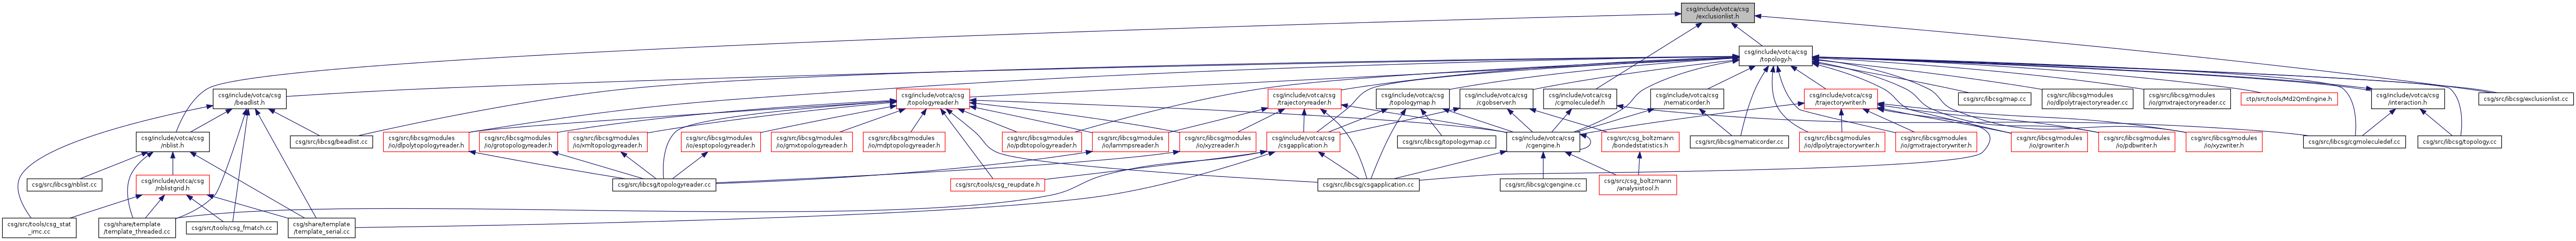 csg/include/votca/csg
/exclusionlist.h
csg/include/votca/csg
/topology.h
csg/include/votca/csg
/beadlist.h
csg/include/votca/csg
/topologyreader.h
csg/include/votca/csg
/trajectoryreader.h
csg/include/votca/csg
/topologymap.h
csg/include/votca/csg
/cgobserver.h
csg/include/votca/csg
/cgmoleculedef.h
csg/include/votca/csg
/nematicorder.h
csg/include/votca/csg
/trajectorywriter.h
csg/src/libcsg/map.cc
csg/src/libcsg/modules
/io/dlpolytrajectoryreader.cc
csg/src/libcsg/modules
/io/gmxtrajectoryreader.cc
ctp/src/tools/Md2QmEngine.h
csg/include/votca/csg
/interaction.h
csg/src/libcsg/exclusionlist.cc
csg/include/votca/csg
/nblist.h
csg/src/libcsg/beadlist.cc
csg/src/libcsg/modules
/io/dlpolytopologyreader.h
csg/src/libcsg/modules
/io/grotopologyreader.h
csg/src/libcsg/modules
/io/xmltopologyreader.h
csg/src/libcsg/modules
/io/esptopologyreader.h
csg/src/libcsg/modules
/io/gmxtopologyreader.h
csg/src/libcsg/modules
/io/mdptopologyreader.h
csg/src/libcsg/modules
/io/pdbtopologyreader.h
csg/src/libcsg/modules
/io/lammpsreader.h
csg/src/libcsg/modules
/io/xyzreader.h
csg/include/votca/csg
/csgapplication.h
csg/src/libcsg/topologymap.cc
csg/include/votca/csg
/cgengine.h
csg/src/csg_boltzmann
/bondedstatistics.h
csg/src/libcsg/nematicorder.cc
csg/src/libcsg/modules
/io/dlpolytrajectorywriter.h
csg/src/libcsg/modules
/io/gmxtrajectorywriter.h
csg/src/libcsg/modules
/io/growriter.h
csg/src/libcsg/modules
/io/pdbwriter.h
csg/src/libcsg/modules
/io/xyzwriter.h
csg/src/libcsg/cgmoleculedef.cc
csg/src/libcsg/topology.cc
csg/src/libcsg/nblist.cc
csg/include/votca/csg
/nblistgrid.h
csg/src/libcsg/topologyreader.cc
csg/src/tools/csg_reupdate.h
csg/src/libcsg/csgapplication.cc
csg/src/libcsg/cgengine.cc
csg/src/csg_boltzmann
/analysistool.h
csg/src/tools/csg_stat
_imc.cc
csg/share/template
/template_threaded.cc
csg/src/tools/csg_fmatch.cc
csg/share/template
/template_serial.cc